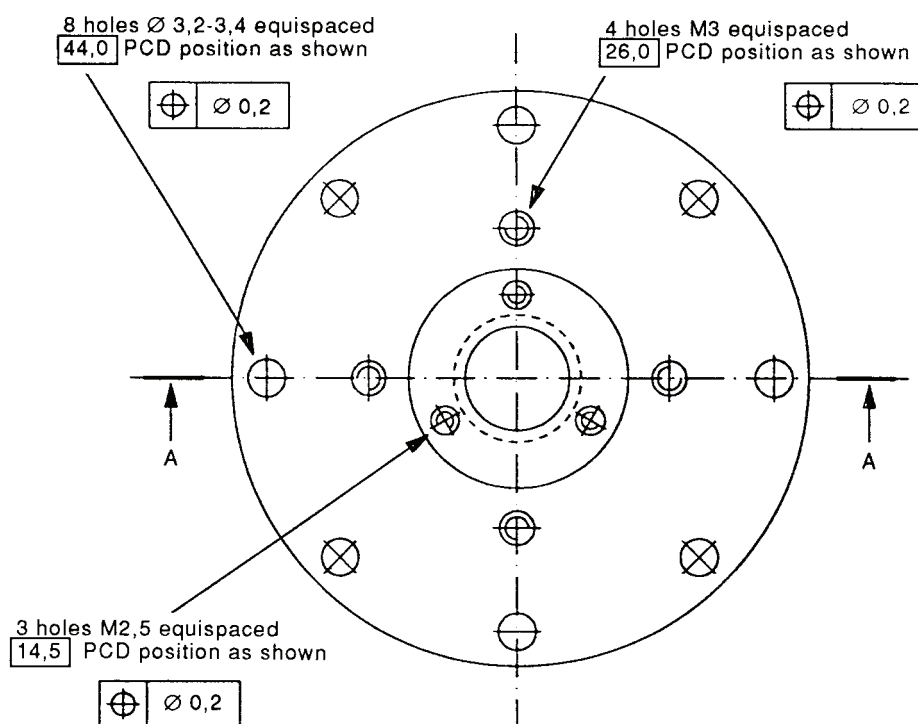 8 holes Ø 3,2-3,4 equispaced
44,0 PCD position as shown
⌖ Ø 0,2
4 holes M3 equispaced
26,0 PCD position as shown
⌖ Ø 0,2
A
A
3 holes M2,5 equispaced
14,5 PCD position as shown
⌖ Ø 0,2